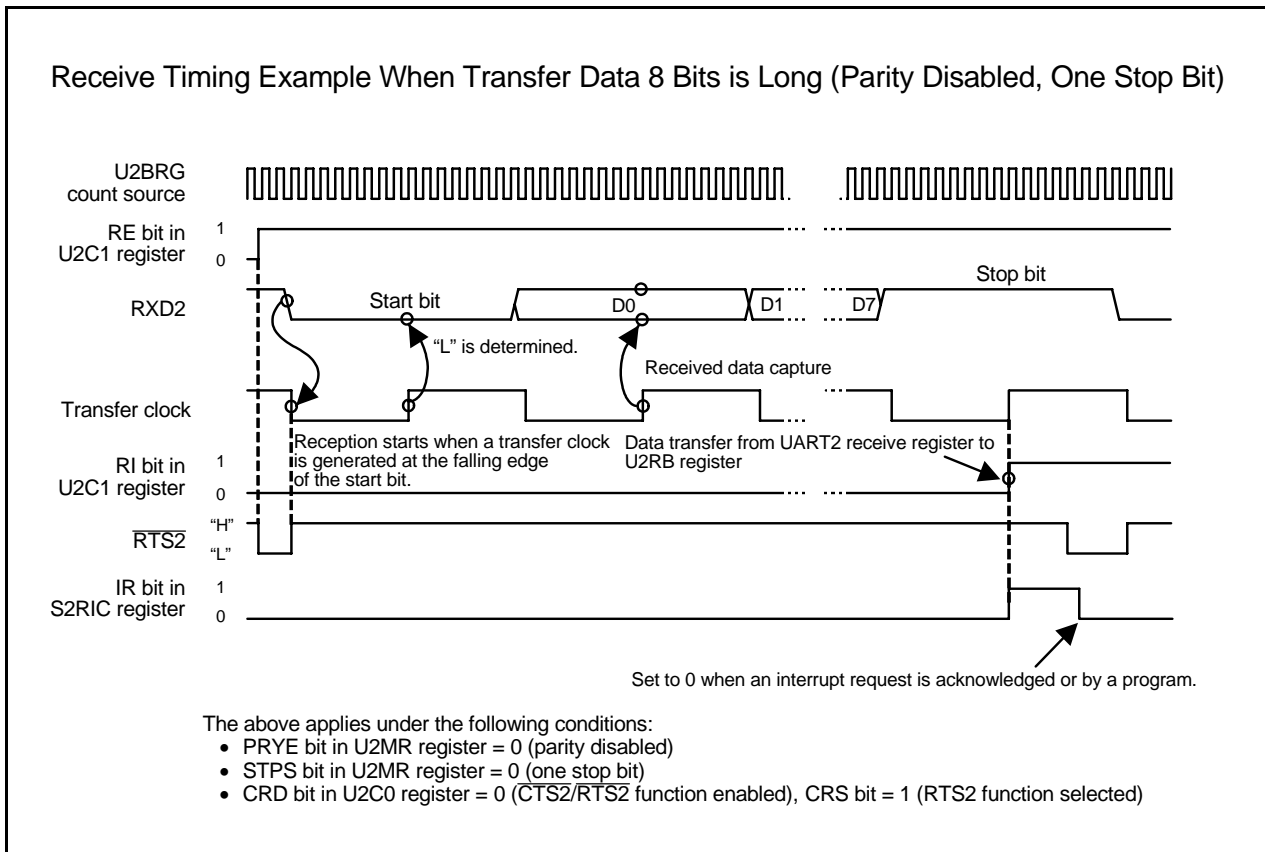 Receive Timing Example When Transfer Data 8 Bits is Long (Parity Disabled, One Stop Bit)
U2BRG
count source
RE bit in
U2C1 register
1
0
RXD2
Start bit
D0
D1
D7
Stop bit
“L” is determined.
Received data capture
Transfer clock
Reception starts when a transfer clock
is generated at the falling edge
of the start bit.
Data transfer from UART2 receive register to
U2RB register
RI bit in
U2C1 register
1
0
RTS2
“H”
“L”
IR bit in
S2RIC register
1
0
Set to 0 when an interrupt request is acknowledged or by a program.
The above applies under the following conditions:
• PRYE bit in U2MR register = 0 (parity disabled)
• STPS bit in U2MR register = 0 (one stop bit)
• CRD bit in U2C0 register = 0 (CTS2/RTS2 function enabled), CRS bit = 1 (RTS2 function selected)